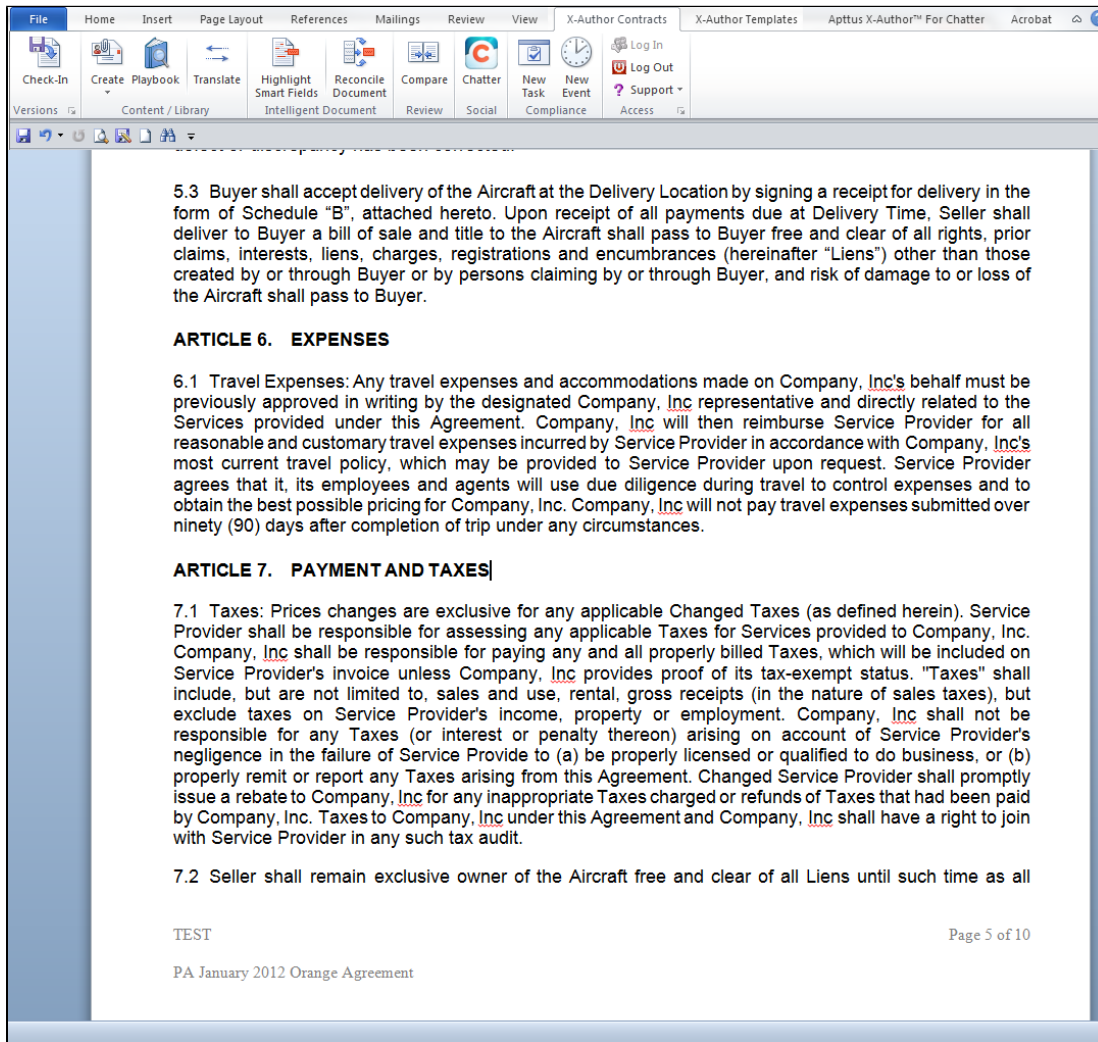 File Home Insert Page Layout References Mailings Review View X-Author Contracts X-Author Templates Apttus X-Author™ For Chatter Acrobat
Check-In Create Playbook Translate Highlight Smart Fields Reconcile Document Compare Chatter New Task New Event Log In
Log Out
? Support
Versions Content / Library Intelligent Document Review Social Compliance Access
defect or discrepancy has been corrected.
5.3 Buyer shall accept delivery of the Aircraft at the Delivery Location by signing a receipt for delivery in the
form of Schedule “B”, attached hereto. Upon receipt of all payments due at Delivery Time, Seller shall
deliver to Buyer a bill of sale and title to the Aircraft shall pass to Buyer free and clear of all rights, prior
claims, interests, liens, charges, registrations and encumbrances (hereinafter “Liens”) other than those
created by or through Buyer or by persons claiming by or through Buyer, and risk of damage to or loss of
the Aircraft shall pass to Buyer.
ARTICLE 6. EXPENSES
6.1 Travel Expenses: Any travel expenses and accommodations made on Company, Inc's behalf must be
previously approved in writing by the designated Company, Inc representative and directly related to the
Services provided under this Agreement. Company, Inc will then reimburse Service Provider for all
reasonable and customary travel expenses incurred by Service Provider in accordance with Company, Inc's
most current travel policy, which may be provided to Service Provider upon request. Service Provider
agrees that it, its employees and agents will use due diligence during travel to control expenses and to
obtain the best possible pricing for Company, Inc. Company, Inc will not pay travel expenses submitted over
ninety (90) days after completion of trip under any circumstances.
ARTICLE 7. PAYMENT AND TAXES
7.1 Taxes: Prices changes are exclusive for any applicable Changed Taxes (as defined herein). Service
Provider shall be responsible for assessing any applicable Taxes for Services provided to Company, Inc.
Company, Inc shall be responsible for paying any and all properly billed Taxes, which will be included on
Service Provider's invoice unless Company, Inc provides proof of its tax-exempt status. "Taxes" shall
include, but are not limited to, sales and use, rental, gross receipts (in the nature of sales taxes), but
exclude taxes on Service Provider's income, property or employment. Company, Inc shall not be
responsible for any Taxes (or interest or penalty thereon) arising on account of Service Provider's
negligence in the failure of Service Provide to (a) be properly licensed or qualified to do business, or (b)
properly remit or report any Taxes arising from this Agreement. Changed Service Provider shall promptly
issue a rebate to Company, Inc for any inappropriate Taxes charged or refunds of Taxes that had been paid
by Company, Inc. Taxes to Company, Inc under this Agreement and Company, Inc shall have a right to join
with Service Provider in any such tax audit.
7.2 Seller shall remain exclusive owner of the Aircraft free and clear of all Liens until such time as all
TEST Page 5 of 10
PA January 2012 Orange Agreement